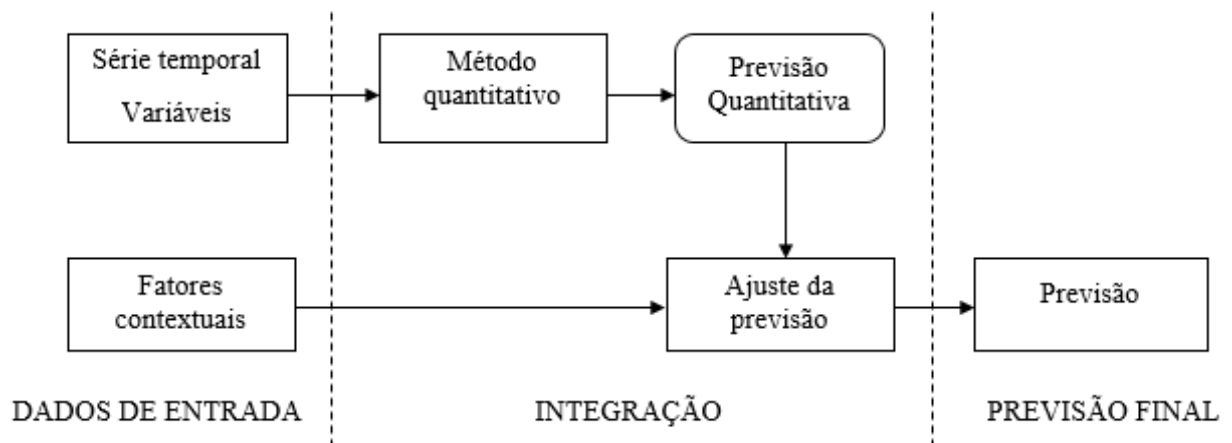 Série temporal
Variáveis
Método
quantitativo
Previsão
Quantitativa
Fatores
contextuais
Ajuste da
previsão
Previsão
DADOS DE ENTRADA
INTEGRAÇÃO
PREVISÃO FINAL